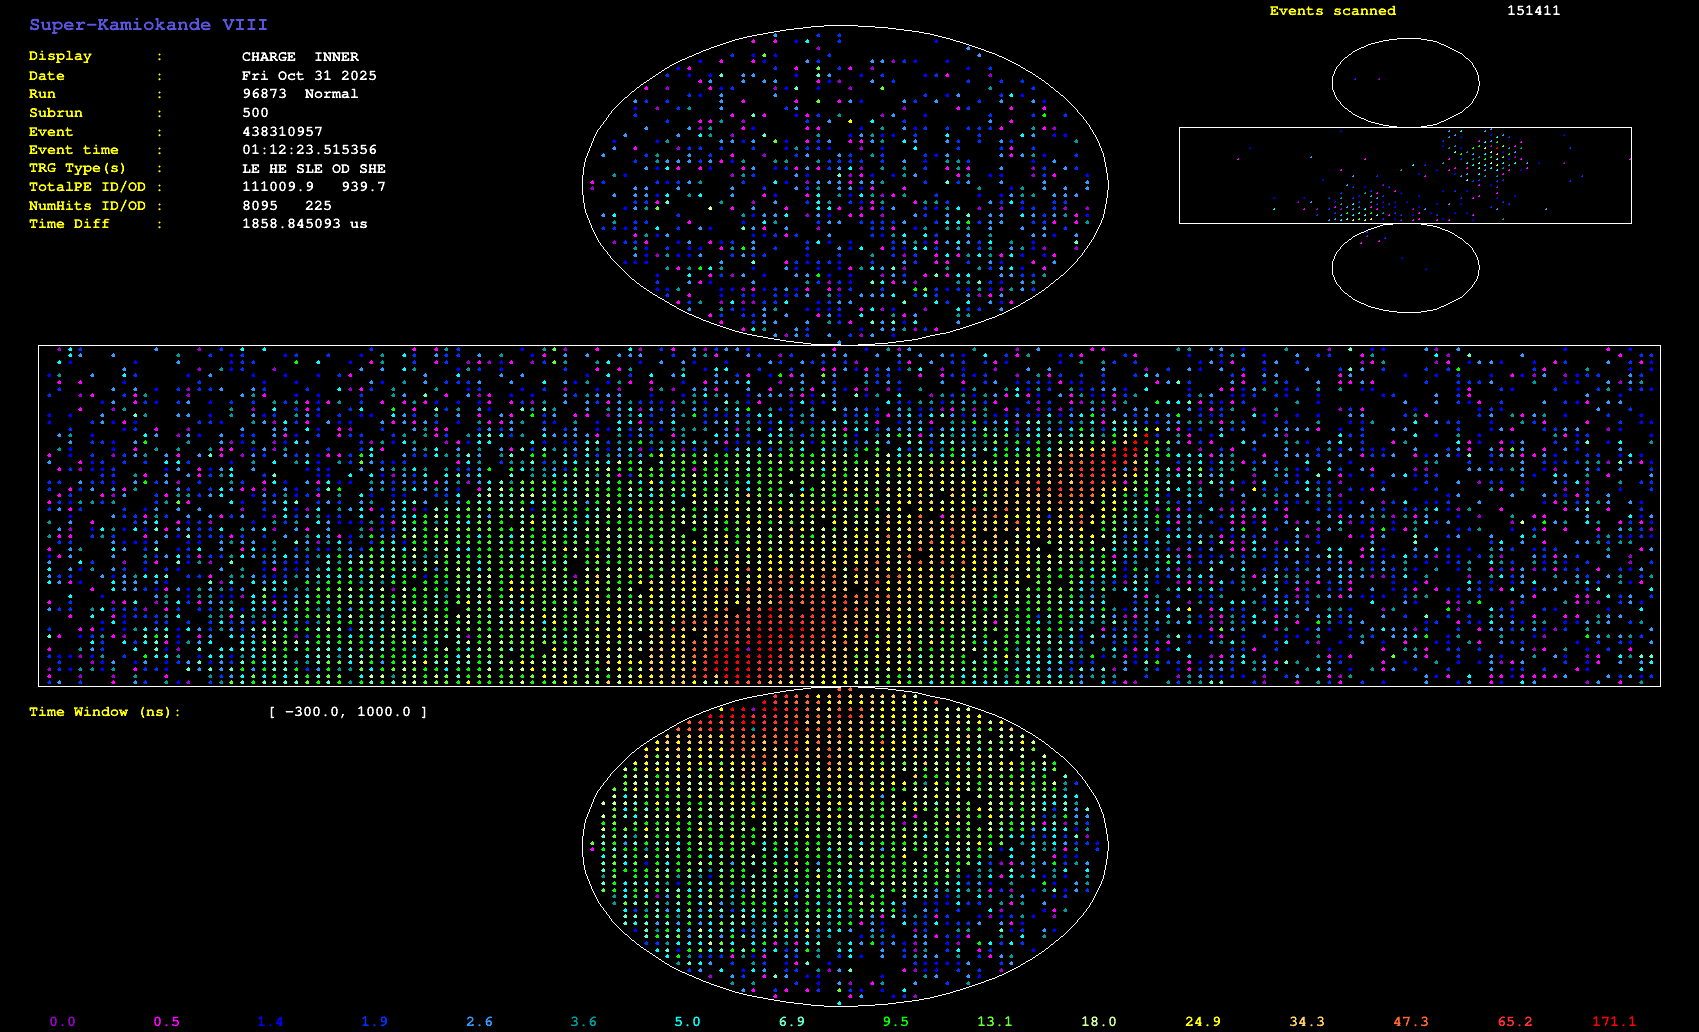 Super-Kamiokande VIII
Display : CHARGE INNER
Date : Fri Oct 31 2025
Run : 96873 Normal
Subrun : 500
Event : 438310957
Event time : 01:12:23.515356
TRG Type(s) : LE HE SLE OD SHE
TotalPE ID/OD : 111009.9 939.7
NumHits ID/OD : 8095 225
Time Diff : 1858.845093 us
Events scanned 151411
Time Window (ns): [ -300.0, 1000.0 ]
0.0 0.5 1.4 1.9 2.6 3.6 5.0 6.9 9.5 13.1 18.0 24.9 34.3 47.3 65.2 171.1